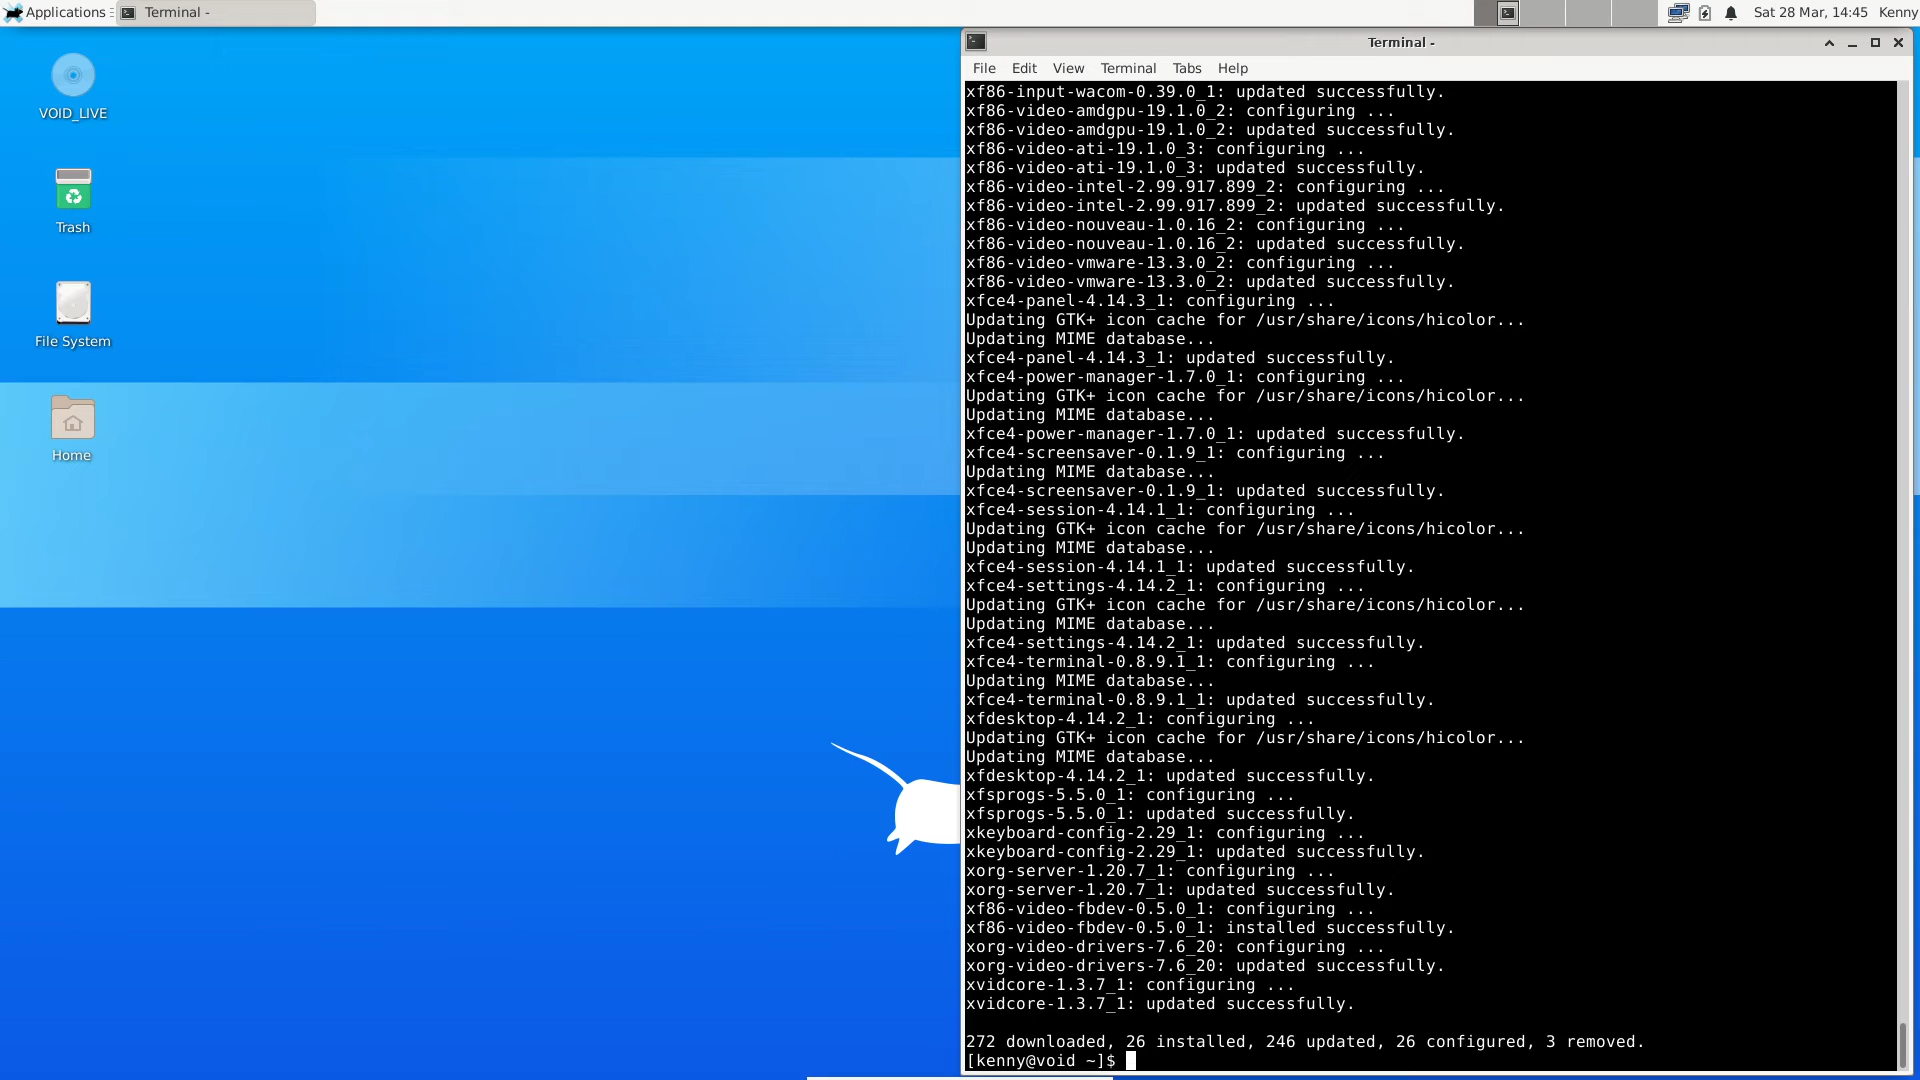 Applications
Terminal -
Sat 28 Mar, 14:45
Kenny
VOID_LIVE
Trash
File System
Home
Terminal -
File Edit View Terminal Tabs Help
xf86-input-wacom-0.39.0_1: updated successfully.
xf86-video-amdgpu-19.1.0_2: configuring ...
xf86-video-amdgpu-19.1.0_2: updated successfully.
xf86-video-ati-19.1.0_3: configuring ...
xf86-video-ati-19.1.0_3: updated successfully.
xf86-video-intel-2.99.917.899_2: configuring ...
xf86-video-intel-2.99.917.899_2: updated successfully.
xf86-video-nouveau-1.0.16_2: configuring ...
xf86-video-nouveau-1.0.16_2: updated successfully.
xf86-video-vmware-13.3.0_2: configuring ...
xf86-video-vmware-13.3.0_2: updated successfully.
xfce4-panel-4.14.3_1: configuring ...
Updating GTK+ icon cache for /usr/share/icons/hicolor...
Updating MIME database...
xfce4-panel-4.14.3_1: updated successfully.
xfce4-power-manager-1.7.0_1: configuring ...
Updating GTK+ icon cache for /usr/share/icons/hicolor...
Updating MIME database...
xfce4-power-manager-1.7.0_1: updated successfully.
xfce4-screensaver-0.1.9_1: configuring ...
Updating MIME database...
xfce4-screensaver-0.1.9_1: updated successfully.
xfce4-session-4.14.1_1: configuring ...
Updating GTK+ icon cache for /usr/share/icons/hicolor...
Updating MIME database...
xfce4-session-4.14.1_1: updated successfully.
xfce4-settings-4.14.2_1: configuring ...
Updating GTK+ icon cache for /usr/share/icons/hicolor...
Updating MIME database...
xfce4-settings-4.14.2_1: updated successfully.
xfce4-terminal-0.8.9.1_1: configuring ...
Updating MIME database...
xfce4-terminal-0.8.9.1_1: updated successfully.
xfdesktop-4.14.2_1: configuring ...
Updating GTK+ icon cache for /usr/share/icons/hicolor...
Updating MIME database...
xfdesktop-4.14.2_1: updated successfully.
xfsprogs-5.5.0_1: configuring ...
xfsprogs-5.5.0_1: updated successfully.
xkeyboard-config-2.29_1: configuring ...
xkeyboard-config-2.29_1: updated successfully.
xorg-server-1.20.7_1: configuring ...
xorg-server-1.20.7_1: updated successfully.
xf86-video-fbdev-0.5.0_1: configuring ...
xf86-video-fbdev-0.5.0_1: installed successfully.
xorg-video-drivers-7.6_20: configuring ...
xorg-video-drivers-7.6_20: updated successfully.
xvidcore-1.3.7_1: configuring ...
xvidcore-1.3.7_1: updated successfully.
272 downloaded, 26 installed, 246 updated, 26 configured, 3 removed.
[kenny@void ~]$